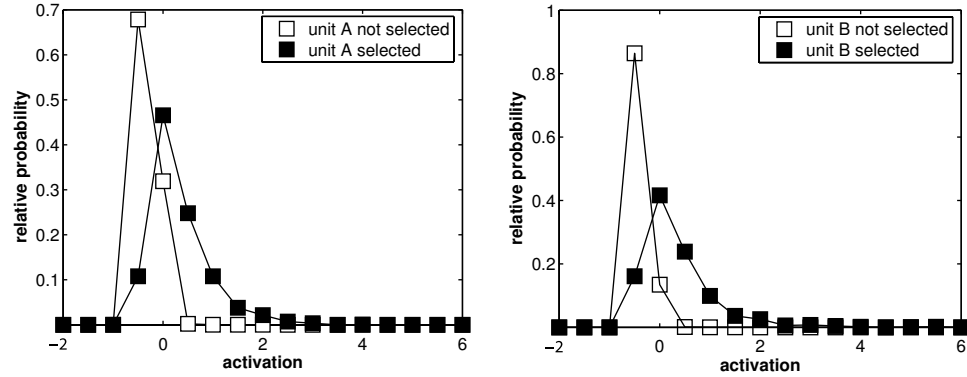 0.7
0.6
0.5
0.4
0.3
0.2
0.1
−2
0
2
4
6
relative probability
activation
unit A not selected
unit A selected
1
0.8
0.6
0.4
0.2
−2
0
2
4
6
relative probability
activation
unit B not selected
unit B selected